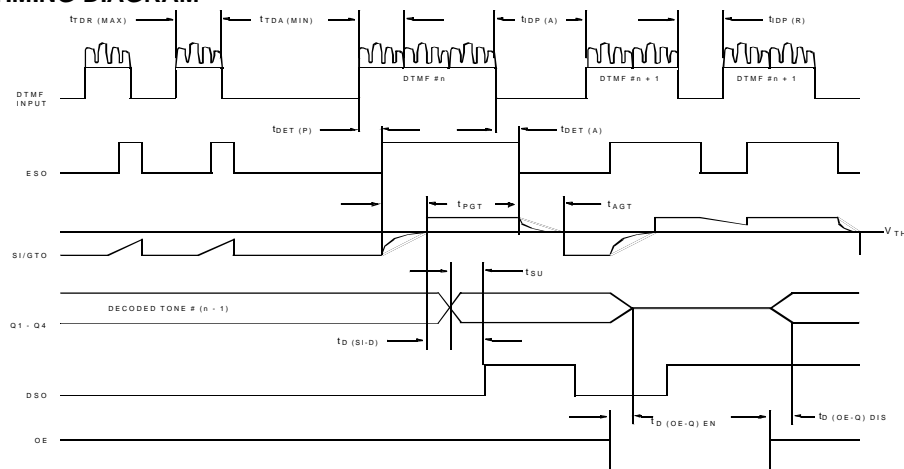 TIMING DIAGRAM
tTDR (MAX) tTDA (MIN) tIDP (A) tIDP (R)
DTMF #n DTMF #n + 1 DTMF #n + 1
DTMF
INPUT
tDET (P) tDET (A)
ESO
tPGT tAGT
VTH
SI/GTO
tSU
DECODED TONE # (n - 1)
Q1 - Q4
tD (SI-D)
DSO
tD (OE-Q) EN tD (OE-Q) DIS
OE